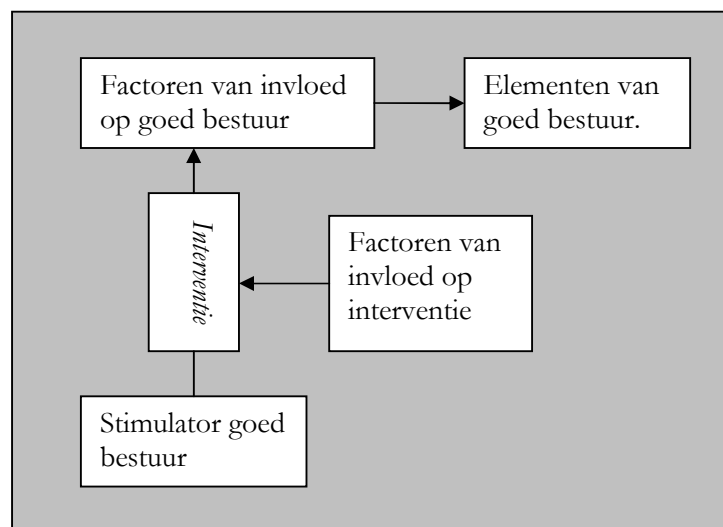 Factoren van invloed
op goed bestuur
Elementen van
goed bestuur.
Interventie
Factoren van
invloed op
interventie
Stimulator goed
bestuur